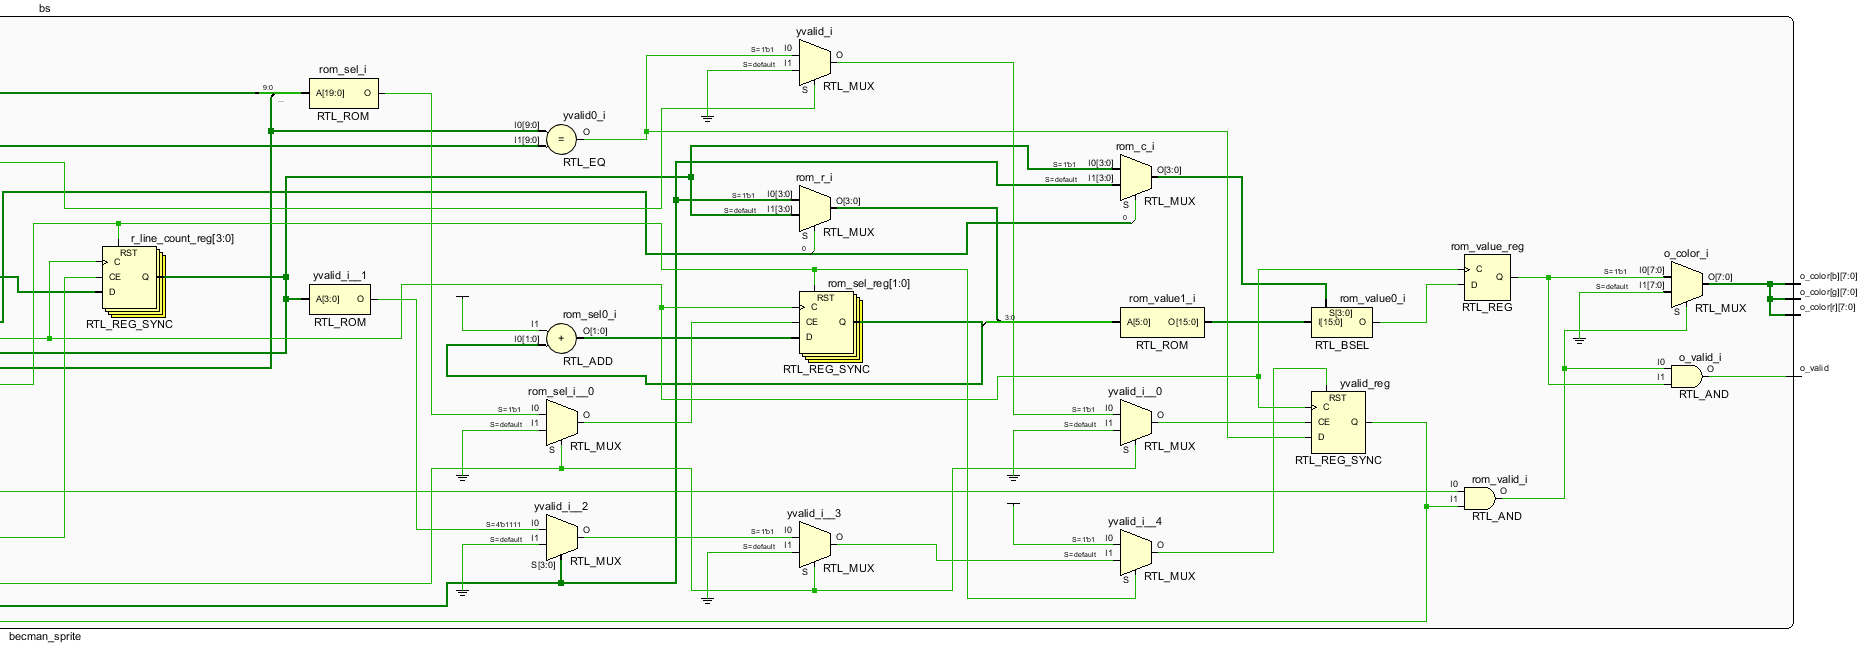 bs
yvalid_i
S=1'b1 I0
S=default I1
O
S
RTL_MUX
rom_sel_i
9:0
...
A[19:0] O
RTL_ROM
yvalid0_i
I0[9:0]
I1[9:0]
=
O
RTL_EQ
rom_c_i
S=1'b1 I0[3:0]
S=default I1[3:0]
O[3:0]
S
0
RTL_MUX
rom_r_i
S=1'b1 I0[3:0]
S=default I1[3:0]
O[3:0]
S
0
RTL_MUX
r_line_count_reg[3:0]
RST
C
CE Q
D
RTL_REG_SYNC
yvalid_i__1
A[3:0] O
RTL_ROM
rom_sel0_i
I1
I0[1:0]
+
O[1:0]
RTL_ADD
rom_sel_reg[1:0]
RST
C
CE Q
D
RTL_REG_SYNC
3:0
rom_value1_i
A[5:0] O[15:0]
RTL_ROM
rom_value0_i
S[3:0]
I[15:0] O
RTL_BSEL
rom_value_reg
C Q
D
RTL_REG
o_color_i
S=1'b1 I0[7:0]
S=default I1[7:0]
O[7:0]
S
RTL_MUX
o_color[b][7:0]
o_color[g][7:0]
o_color[r][7:0]
o_valid_i
I0
I1
O
RTL_AND
o_valid
rom_sel_i__0
S=1'b1 I0
S=default I1
O
S
RTL_MUX
yvalid_i__0
S=1'b1 I0
S=default I1
O
S
RTL_MUX
yvalid_reg
RST
C
CE Q
D
RTL_REG_SYNC
rom_valid_i
I0
I1
O
RTL_AND
yvalid_i__2
S=4'b1111 I0
S=default I1
O
S[3:0]
RTL_MUX
yvalid_i__3
S=1'b1 I0
S=default I1
O
S
RTL_MUX
yvalid_i__4
S=1'b1 I0
S=default I1
O
S
RTL_MUX
becman_sprite